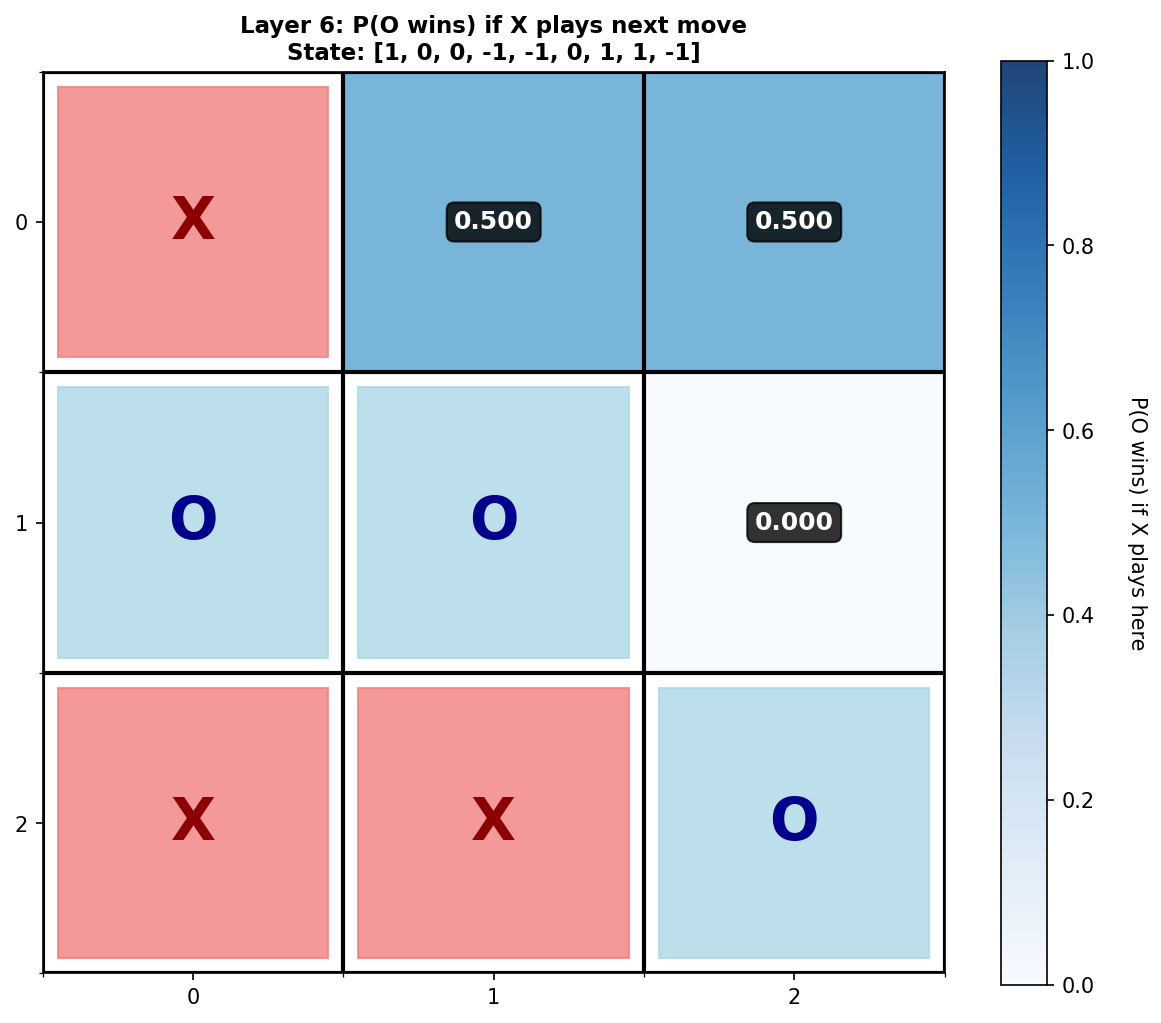 Layer 6: P(O wins) if X plays next move
State: [1, 0, 0, -1, -1, 0, 1, 1, -1]
0 X 0.500 0.500
1 O O 0.000
2 X X O
0 1 2
1.0
0.8
0.6
0.4
0.2
0.0
P(O wins) if X plays here